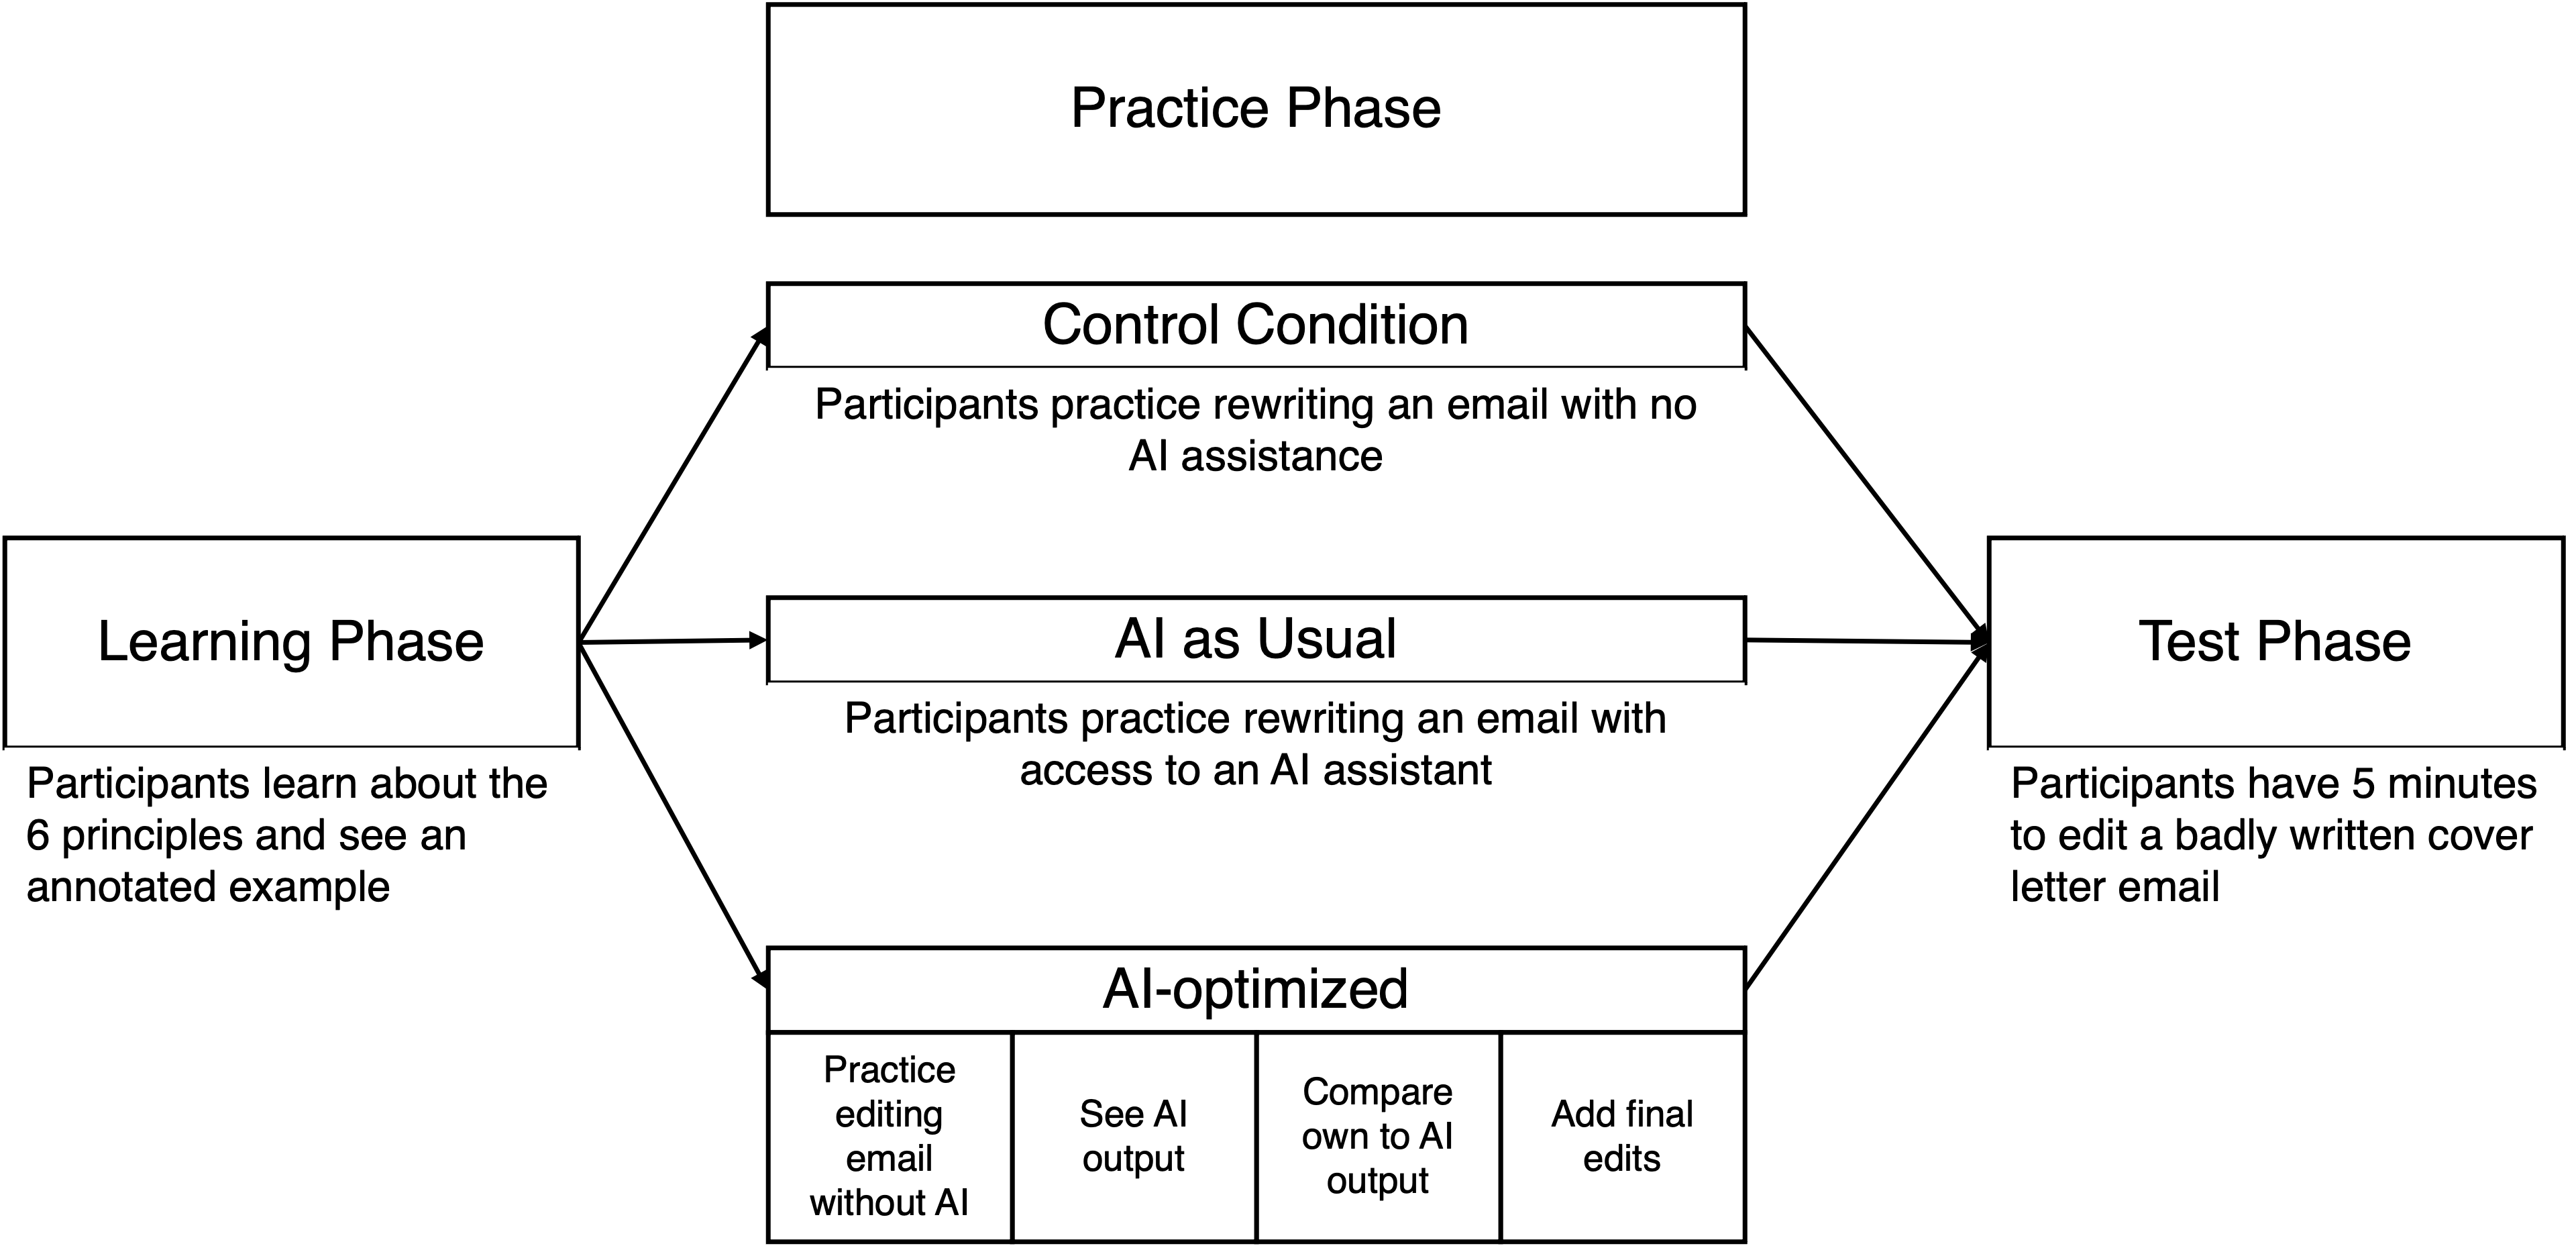 Practice Phase
Control Condition
Participants practice rewriting an email with no
AI assistance
Learning Phase
Participants learn about the
6 principles and see an
annotated example
AI as Usual
Participants practice rewriting an email with
access to an AI assistant
Test Phase
Participants have 5 minutes
to edit a badly written cover
letter email
AI-optimized
Practice
editing
email
without AI
See AI
output
Compare
own to AI
output
Add final
edits